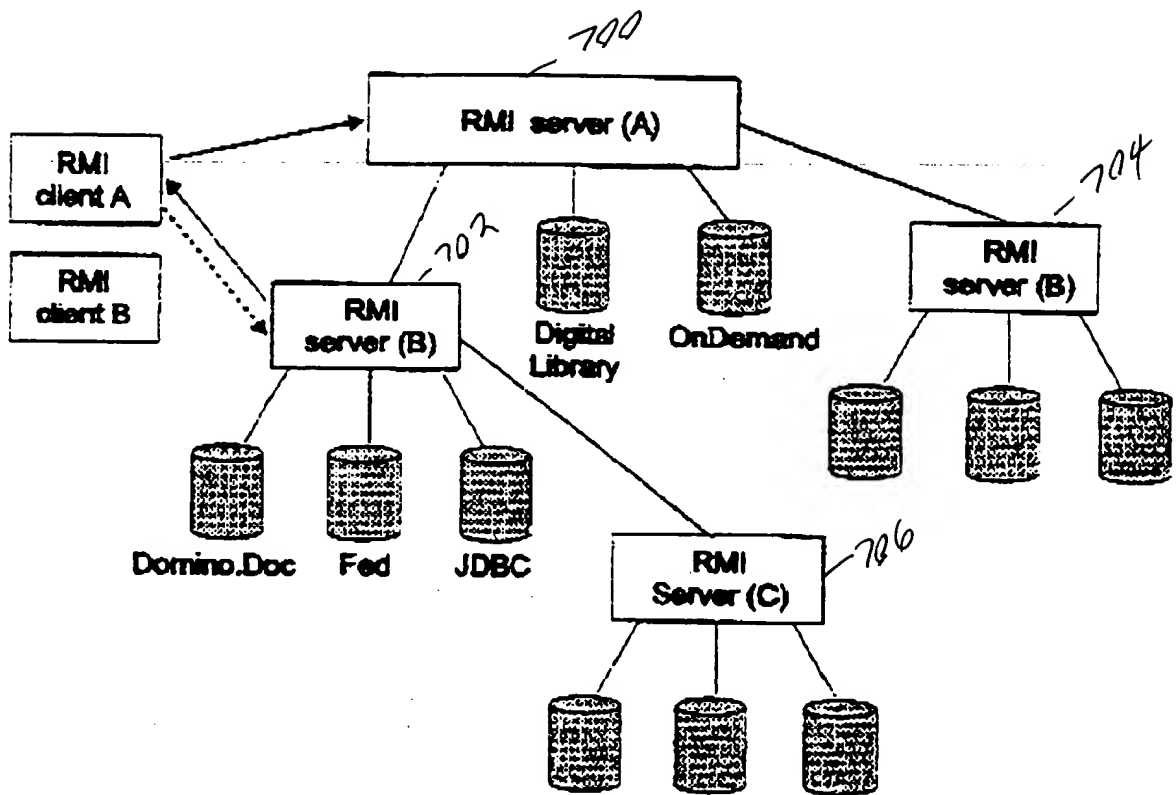 700
RMI server (A)
RMI
client A
704
702
RMI
server (B)
RMI
client B
RMI
server (B)
Digital
Library
OnDemand
Domino.Doc
Fed
JDBC
RMI
Server (C)
706